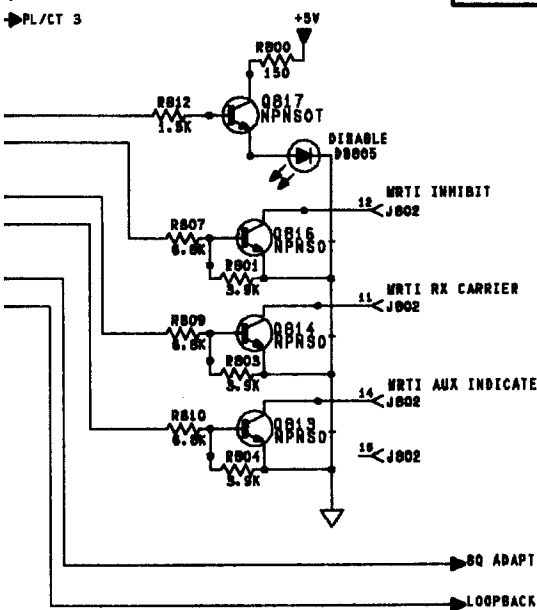 PL/CT 3
+5V
R800
150
R812
1.5K
Q817
NPNSOT
DISABLE
DS805
WRTI INHIBIT
12
J802
R807
6.8K
Q816
NPNSOT
R801
3.9K
WRTI RX CARRIER
11
J802
R809
6.8K
Q814
NPNSOT
R803
3.9K
WRTI AUX INDICATE
14
J802
R810
6.8K
Q813
NPNSOT
R804
3.9K
J802
SQ ADAPT
LOOPBACK